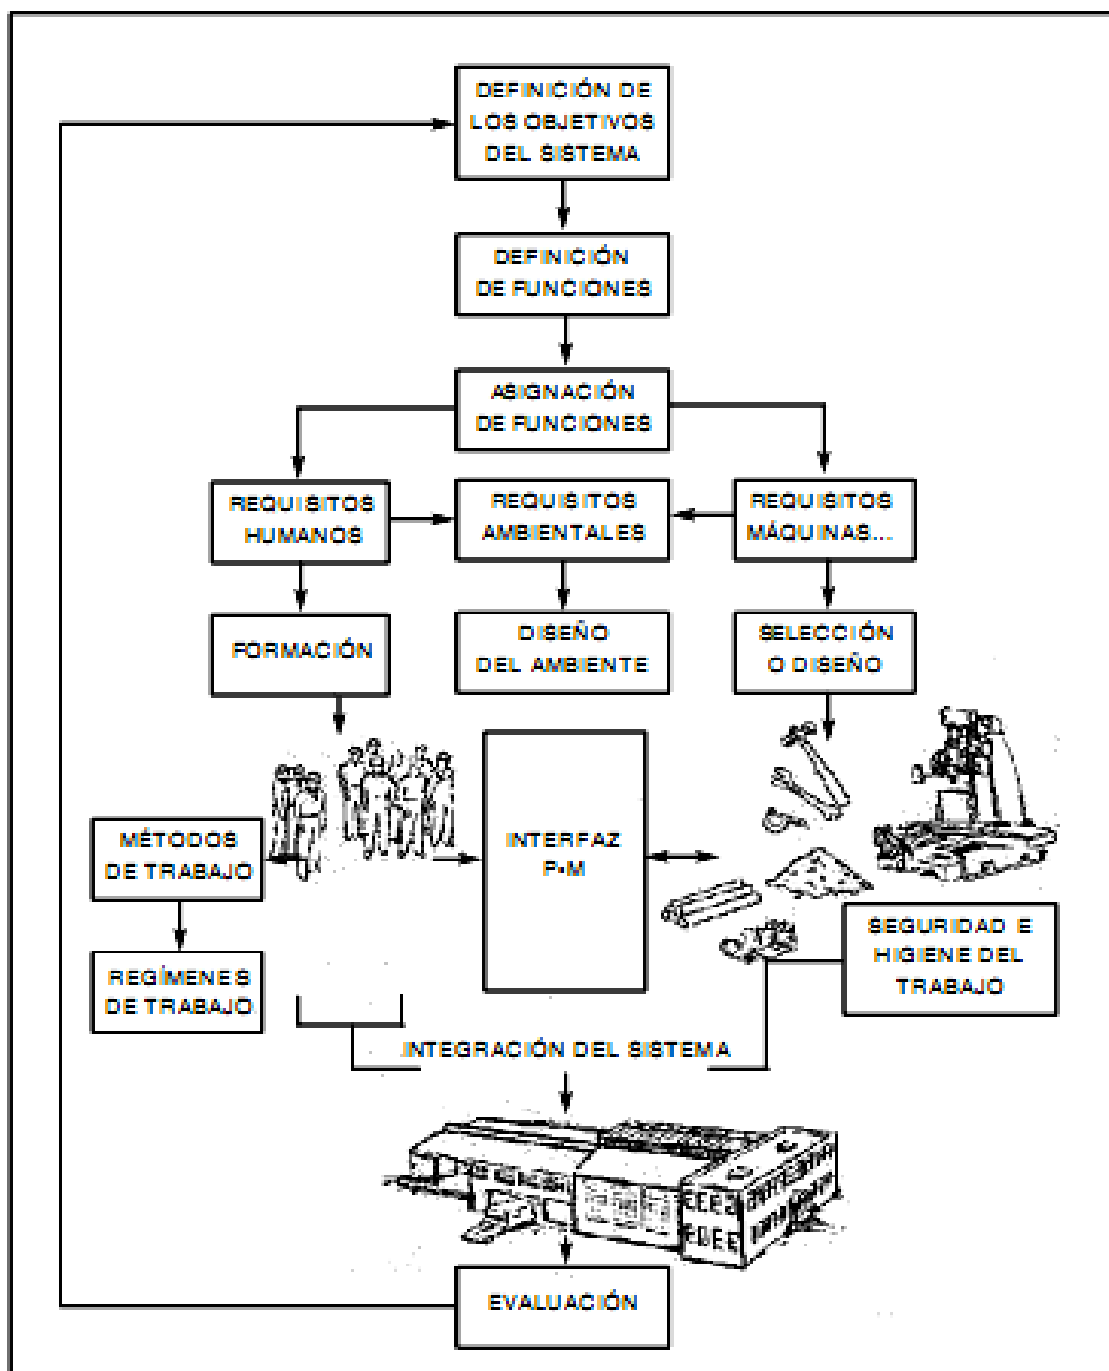 DEFINICIÓN DE
LOS OBJETIVOS
DEL SISTEMA
DEFINICIÓN
DE FUNCIONES
ASIGNACIÓN
DE FUNCIONES
REQUISITOS
HUMANOS
REQUISITOS
AMBIENTALES
REQUISITOS
MÁQUINAS...
FORMACIÓN
DISEÑO
DEL AMBIENTE
SELECCIÓN
O DISEÑO
MÉTODOS
DE TRABAJO
INTERFAZ
P-M
REGÍMENES
DE TRABAJO
SEGURIDAD E
HIGIENE DEL
TRABAJO
INTEGRACIÓN DEL SISTEMA
EVALUACIÓN